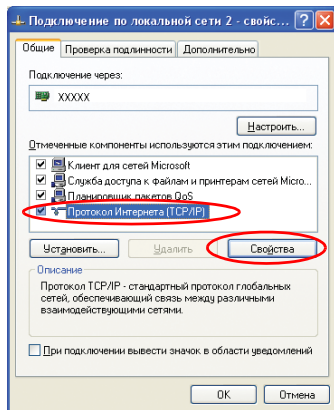 Подключение по локальной сети 2 - свойс...
Общие Проверка подлинности Дополнительно
Подключение через:
XXXXX
Настроить...
Отмеченные компоненты используются этим подключением:
Клиент для сетей Microsoft
Служба доступа к файлам и принтерам сетей Micro...
Планировщик пакетов QoS
Протокол Интернета (TCP/IP)
Установить... Удалить Свойства
Описание
Протокол TCP/IP - стандартный протокол глобальных
сетей, обеспечивающий связь между различными
взаимодействующими сетями.
При подключении вывести значок в области уведомлений
OK Отмена